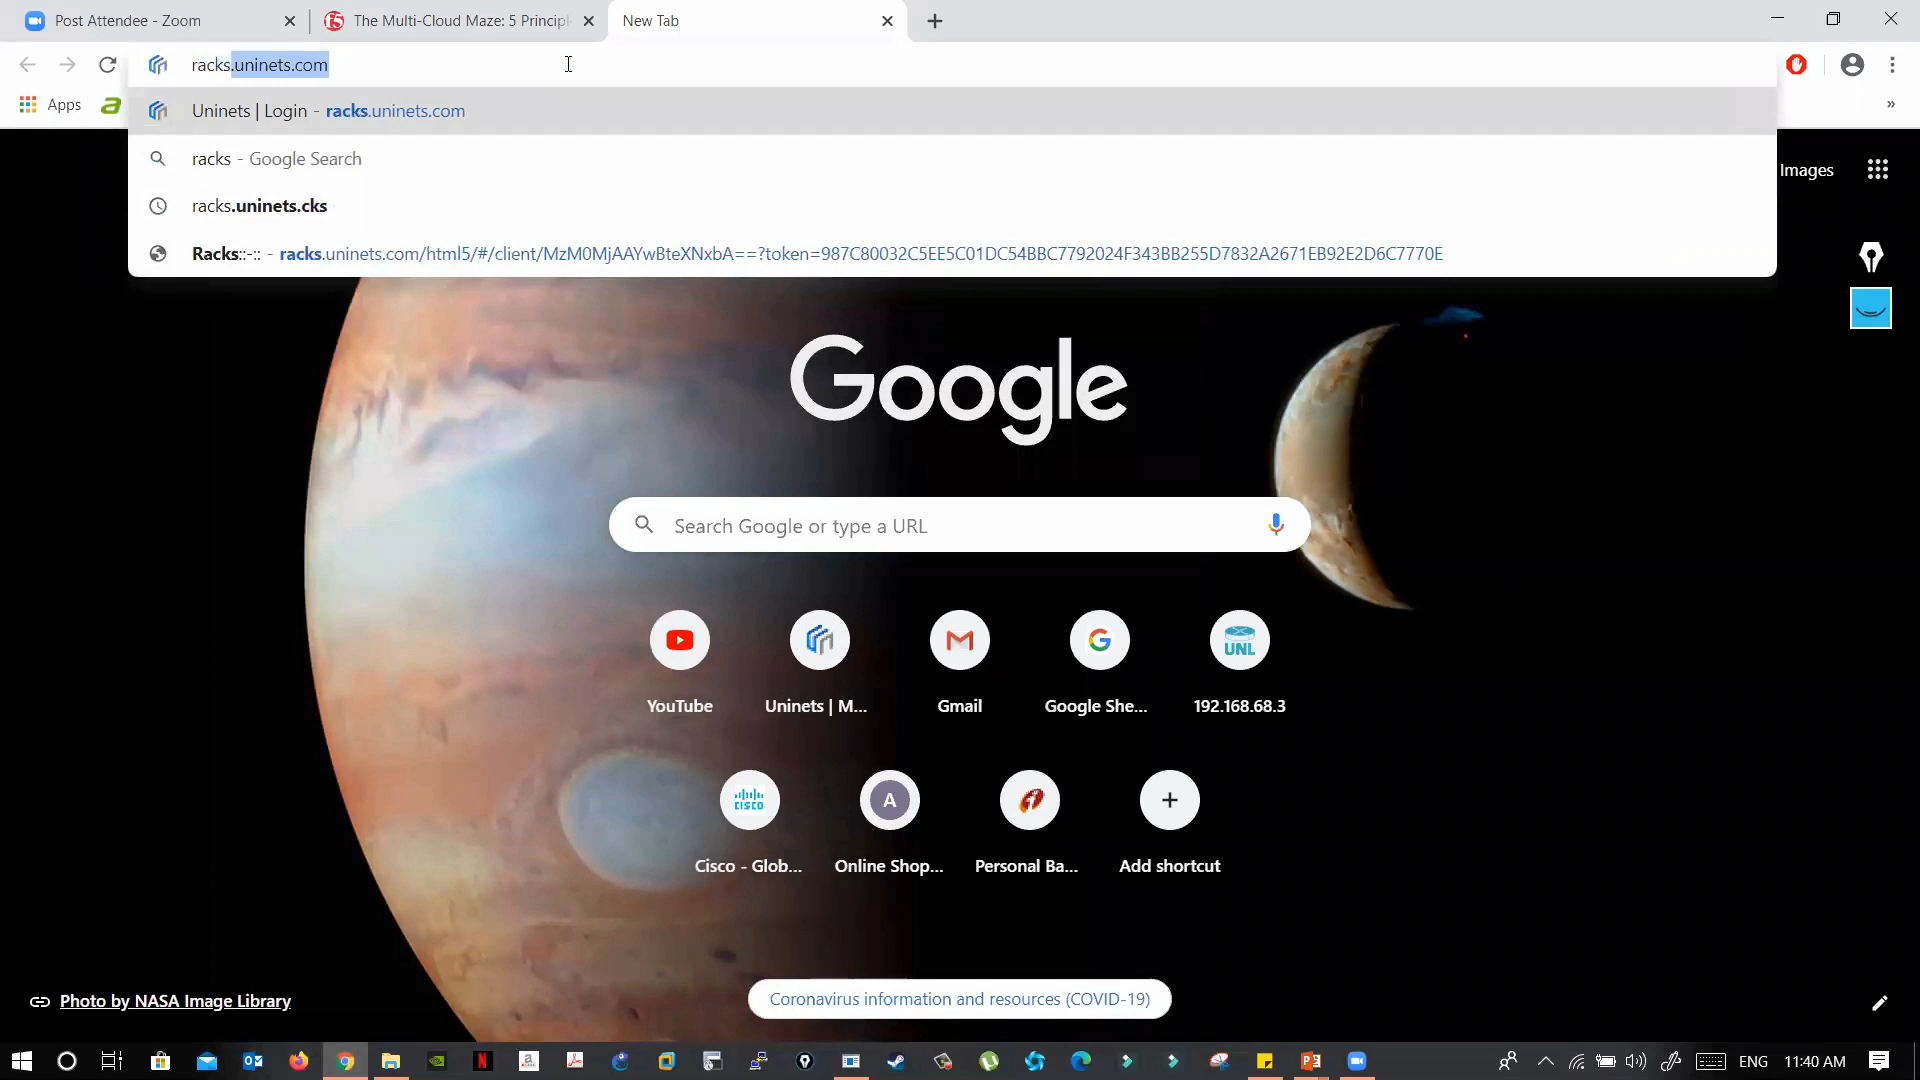 Post Attendee - Zoom
The Multi-Cloud Maze: 5 Princip
New Tab
racks.uninets.com
Apps
Uninets | Login - racks.uninets.com
racks - Google Search
racks.uninets.cks
Racks::-:: - racks.uninets.com/html5/#/client/MzM0MjAAYwBteXNxbA==?token=987C80032C5EE5C01DC54BBC7792024F343BB255D7832A2671EB92E2D6C7770E
Images
Google
Search Google or type a URL
UNL
YouTube
Uninets | M...
Gmail
Google She...
192.168.68.3
CISCO
A
Cisco - Glob...
Online Shop...
Personal Ba...
Add shortcut
Coronavirus information and resources (COVID-19)
Photo by NASA Image Library
ENG
11:40 AM